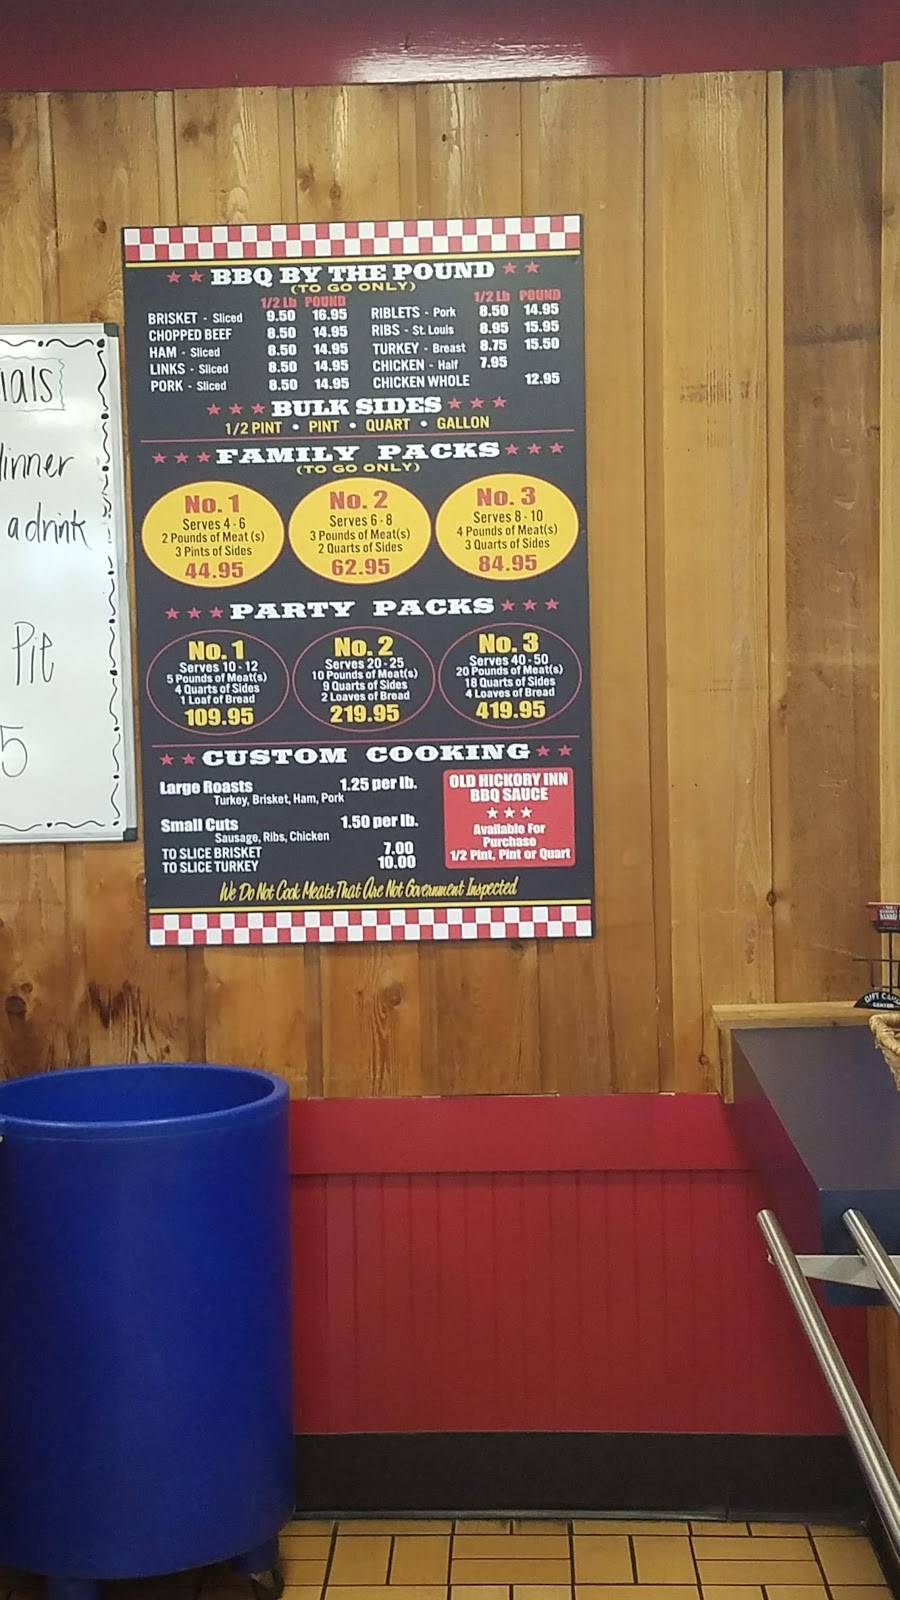 ials
dinner
a drink
Pie
5
★ ★ BBQ BY THE POUND ★ ★
(TO GO ONLY)
1/2 Lb POUND
BRISKET - Sliced 9.50 16.95
CHOPPED BEEF 8.50 14.95
HAM - Sliced 8.50 14.95
LINKS - Sliced 8.50 14.95
PORK - Sliced 8.50 14.95
1/2 Lb POUND
RIBLETS - Pork 8.50 14.95
RIBS - St. Louis 8.95 15.95
TURKEY - Breast 8.75 15.50
CHICKEN - Half 7.95
CHICKEN WHOLE 12.95
★ ★ ★ BULK SIDES ★ ★ ★
1/2 PINT • PINT • QUART • GALLON
★ ★ ★ FAMILY PACKS ★ ★ ★
(TO GO ONLY)
No. 1
Serves 4 - 6
2 Pounds of Meat (s)
3 Pints of Sides
44.95
No. 2
Serves 6 - 8
3 Pounds of Meat(s)
2 Quarts of Sides
62.95
No. 3
Serves 8 - 10
4 Pounds of Meat(s)
3 Quarts of Sides
84.95
★ ★ ★ PARTY PACKS ★ ★ ★
No. 1
Serves 10 - 12
5 Pounds of Meat(s)
4 Quarts of Sides
1 Loaf of Bread
109.95
No. 2
Serves 20 - 25
10 Pounds of Meat(s)
9 Quarts of Sides
2 Loaves of Bread
219.95
No. 3
Serves 40 - 50
20 Pounds of Meat(s)
18 Quarts of Sides
4 Loaves of Bread
419.95
★ ★ CUSTOM COOKING ★ ★
Large Roasts 1.25 per lb.
Turkey, Brisket, Ham, Pork
Small Cuts 1.50 per lb.
Sausage, Ribs, Chicken
TO SLICE BRISKET 7.00
TO SLICE TURKEY 10.00
OLD HICKORY INN
BBQ SAUCE
★ ★ ★
Available For
Purchase
1/2 Pint, Pint or Quart
We Do Not Cook Meats That Are Not Government Inspected
GIFT CARD
CENTER